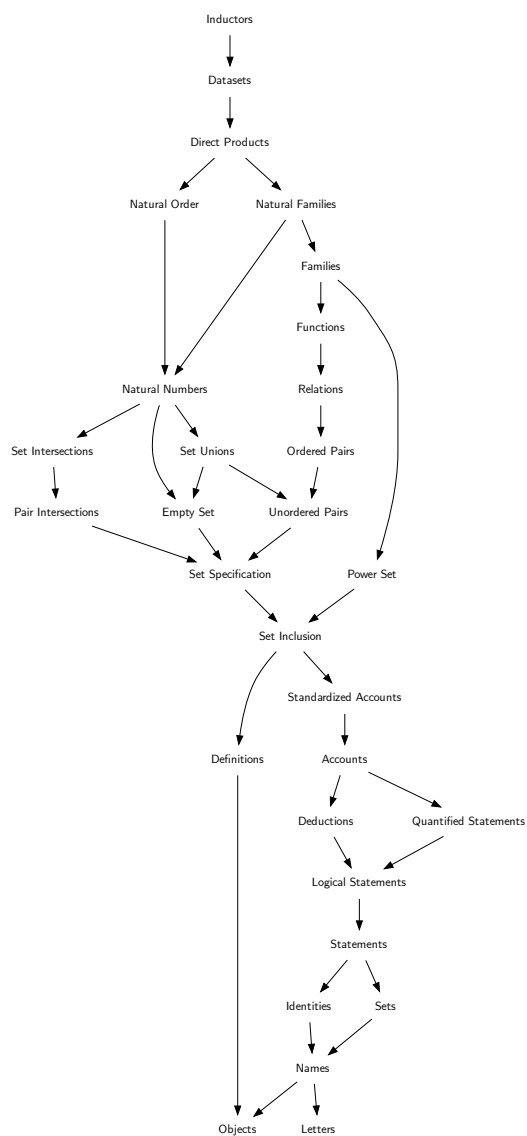 Inductors
Datasets
Direct Products
Natural Order
Natural Families
Families
Functions
Natural Numbers
Relations
Set Intersections
Set Unions
Ordered Pairs
Pair Intersections
Empty Set
Unordered Pairs
Set Specification
Power Set
Set Inclusion
Standardized Accounts
Definitions
Accounts
Deductions
Quantified Statements
Logical Statements
Statements
Identities
Sets
Names
Objects
Letters